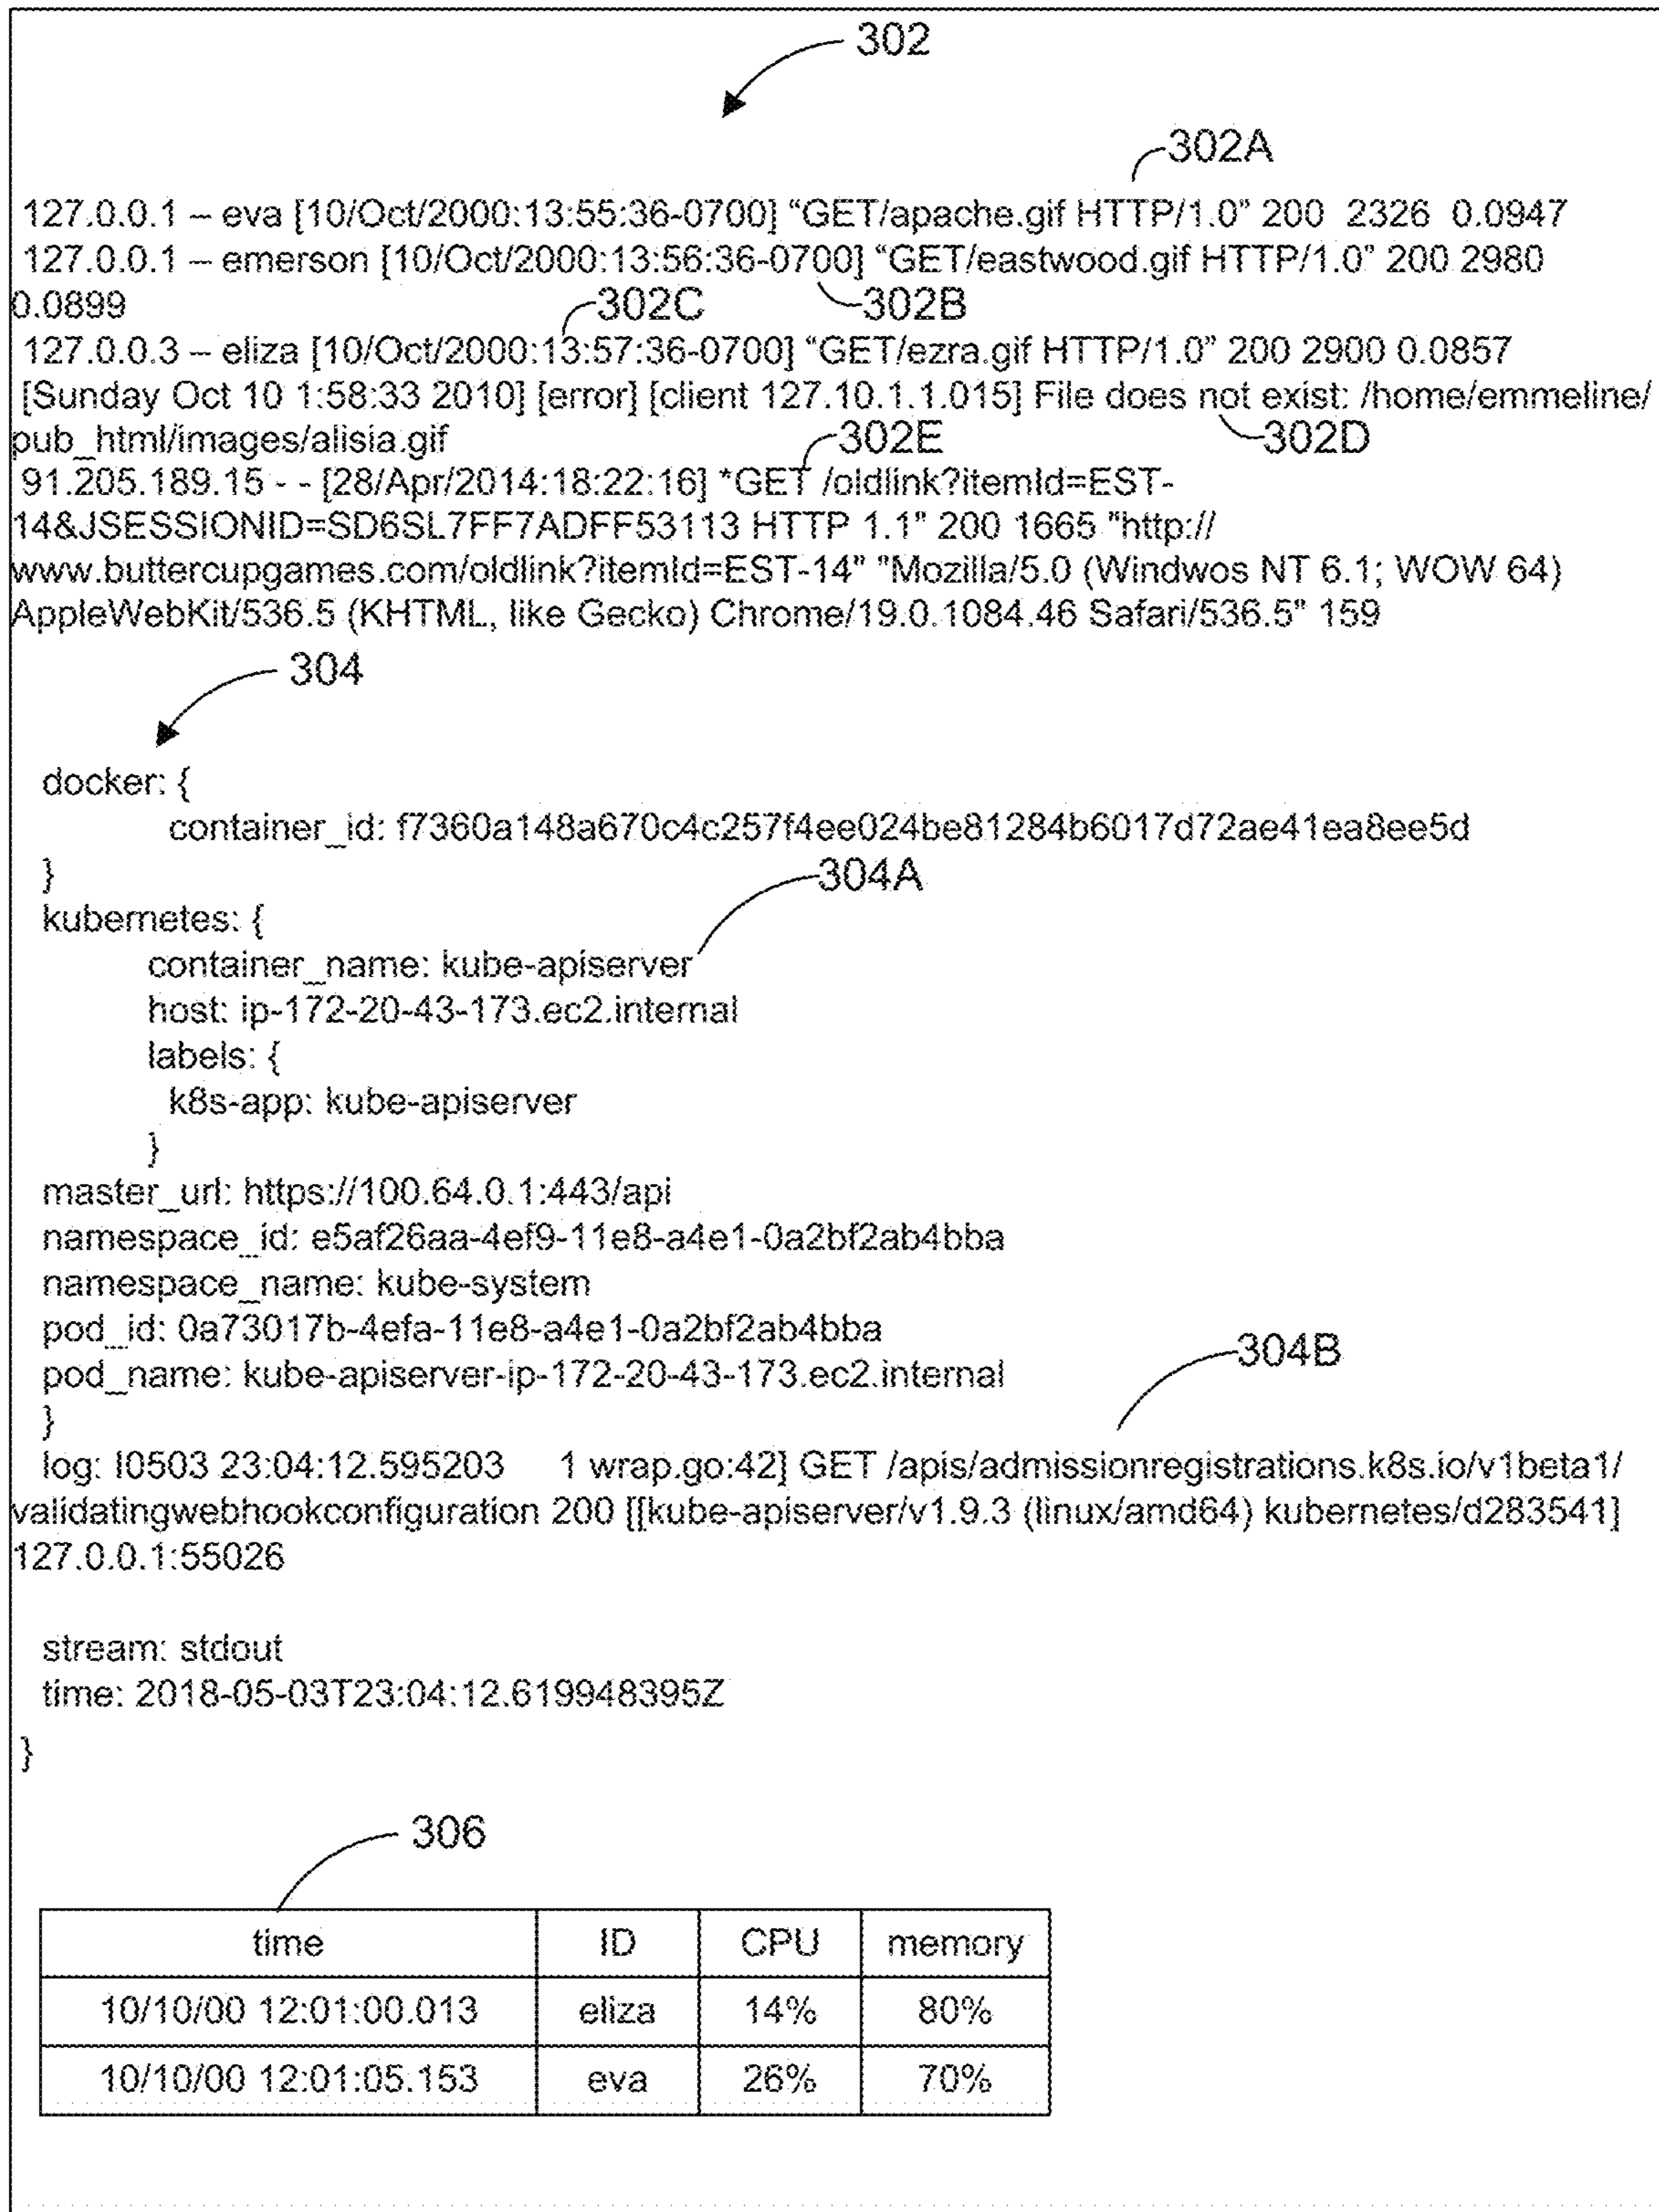 302
302A
127.0.0.1 – eva [10/Oct/2000:13:55:36-0700] “GET/apache.gif HTTP/1.0” 200 2326 0.0947
127.0.0.1 – emerson [10/Oct/2000:13:56:36-0700] “GET/eastwood.gif HTTP/1.0” 200 2980
0.0899
302C
302B
127.0.0.3 – eliza [10/Oct/2000:13:57:36-0700] “GET/ezra.gif HTTP/1.0” 200 2900 0.0857
[Sunday Oct 10 1:58:33 2010] [error] [client 127.10.1.1.015] File does not exist: /home/emmeline/
pub_html/images/alisia.gif
302E
302D
91.205.189.15 - - [28/Apr/2014:18:22:16] *GET /oldlink?itemId=EST-
14&JSESSIONID=SD6SL7FF7ADFF53113 HTTP 1.1" 200 1665 "http://
www.buttercupgames.com/oldlink?itemId=EST-14" "Mozilla/5.0 (Windwos NT 6.1; WOW 64)
AppleWebKit/536.5 (KHTML, like Gecko) Chrome/19.0.1084.46 Safari/536.5" 159
304
docker: {
container_id: f7360a148a670c4c257f4ee024be81284b6017d72ae41ea8ee5d
}
304A
kubernetes: {
container_name: kube-apiserver
host: ip-172-20-43-173.ec2.internal
labels: {
k8s-app: kube-apiserver
}
master_url: https://100.64.0.1:443/api
namespace_id: e5af26aa-4ef9-11e8-a4e1-0a2bf2ab4bba
namespace_name: kube-system
pod_id: 0a73017b-4efa-11e8-a4e1-0a2bf2ab4bba
pod_name: kube-apiserver-ip-172-20-43-173.ec2.internal
304B
}
log: I0503 23:04:12.595203 1 wrap.go:42] GET /apis/admissionregistrations.k8s.io/v1beta1/
validatingwebhookconfiguration 200 [[kube-apiserver/v1.9.3 (linux/amd64) kubernetes/d283541]
127.0.0.1:55026
stream: stdout
time: 2018-05-03T23:04:12.619948395Z
}
306
time ID CPU memory
10/10/00 12:01:00.013 eliza 14% 80%
10/10/00 12:01:05.153 eva 26% 70%